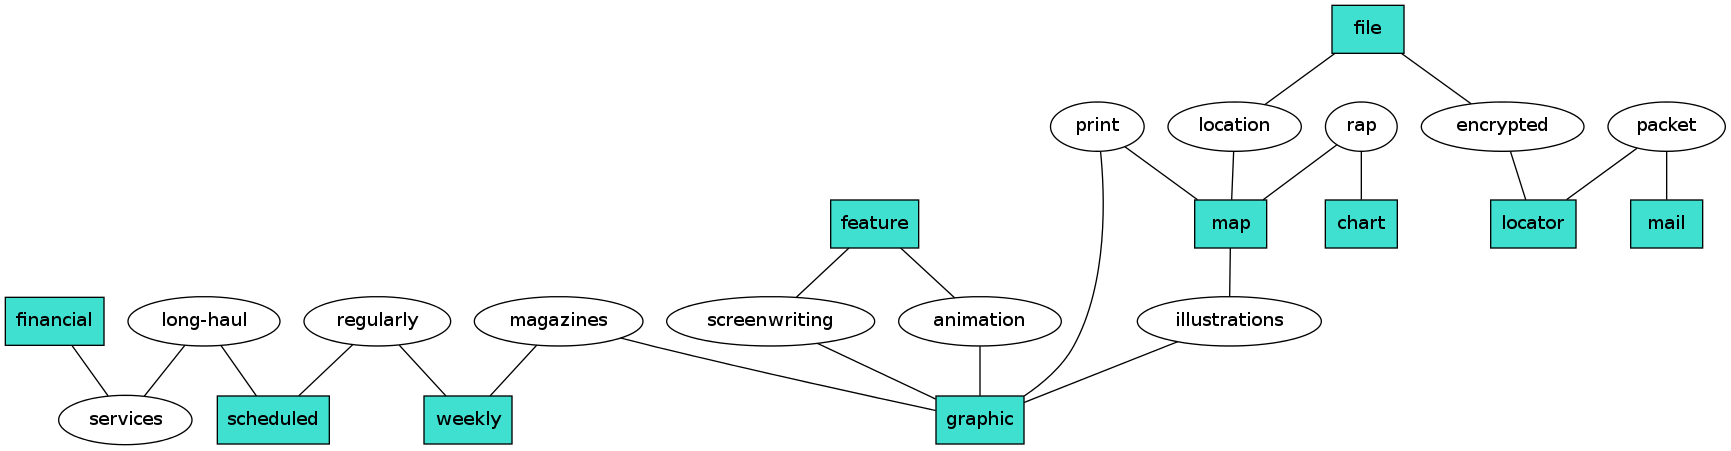 file
print
location
rap
encrypted
packet
feature
map
chart
locator
mail
financial
long-haul
regularly
magazines
screenwriting
animation
illustrations
services
scheduled
weekly
graphic